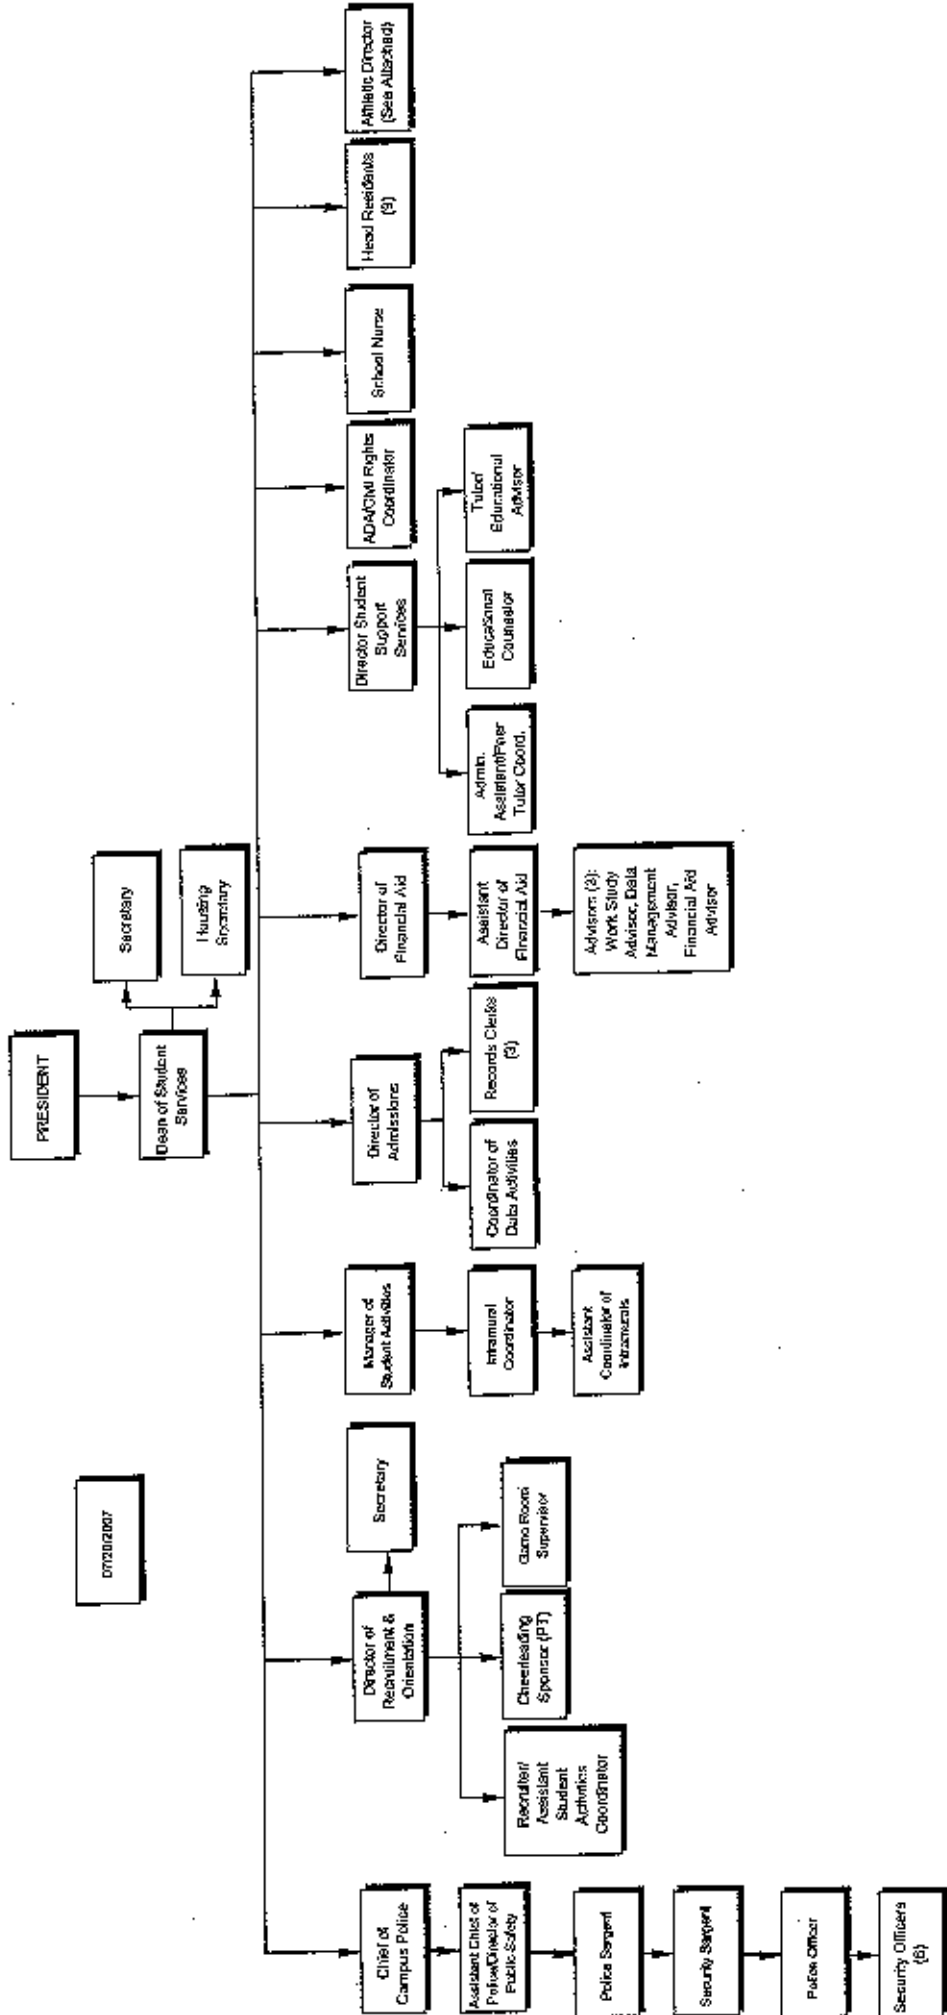 07/20/2007
PRESIDENT
Dean of Student
Services
Secretary
Housing
Secretary
Chief of
Campus Police
Assistant Chief of
Police/Director of
Public Safety
Police Sargent
Security Sargent
Police Officer
Security Officers
(6)
Director of
Recruitment &
Orientation
Secretary
Recruiter/
Assistant
Student
Activities
Coordinator
Cheerleading
Sponsor (PT)
Game Room
Supervisor
Manager of
Student Activities
Intramural
Coordinator
Assistant
Coordinator of
Intramurals
Director of
Admissions
Coordinator of
Data Activities
Records Clerks
(3)
Director of
Financial Aid
Assistant
Director of
Financial Aid
Advisors (3):
Work Study
Advisor, Data
Management
Advisor,
Financial Aid
Advisor
Director Student
Support
Services
Admin.
Assistant/Peer
Tutor Coord.
Educational
Counselor
Tutor/
Educational
Advisor
ADA/Civil Rights
Coordinator
School Nurse
Head Residents
Athletic Director
(See Attached)